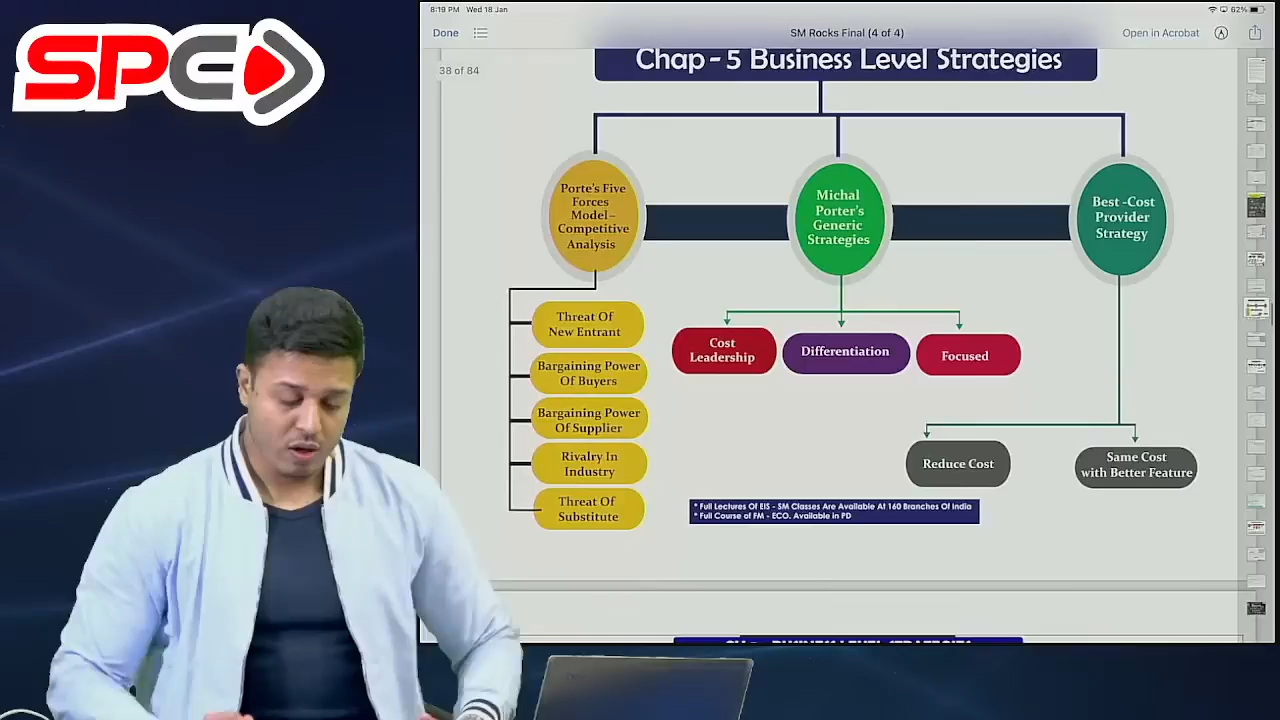 SPC
8:19 PM Wed 18 Jan
62%
Done
SM Rocks Final (4 of 4)
Open in Acrobat
38 of 84
Chap - 5 Business Level Strategies
Porte's Five
Forces
Model –
Competitive
Analysis
Michal
Porter's
Generic
Strategies
Best -Cost
Provider
Strategy
Threat Of
New Entrant
Bargaining Power
Of Buyers
Bargaining Power
Of Supplier
Rivalry In
Industry
Threat Of
Substitute
Cost
Leadership
Differentiation
Focused
Reduce Cost
Same Cost
with Better Feature
* Full Lectures Of EIS - SM Classes Are Available At 160 Branches Of India
* Full Course of FM - ECO. Available in PD